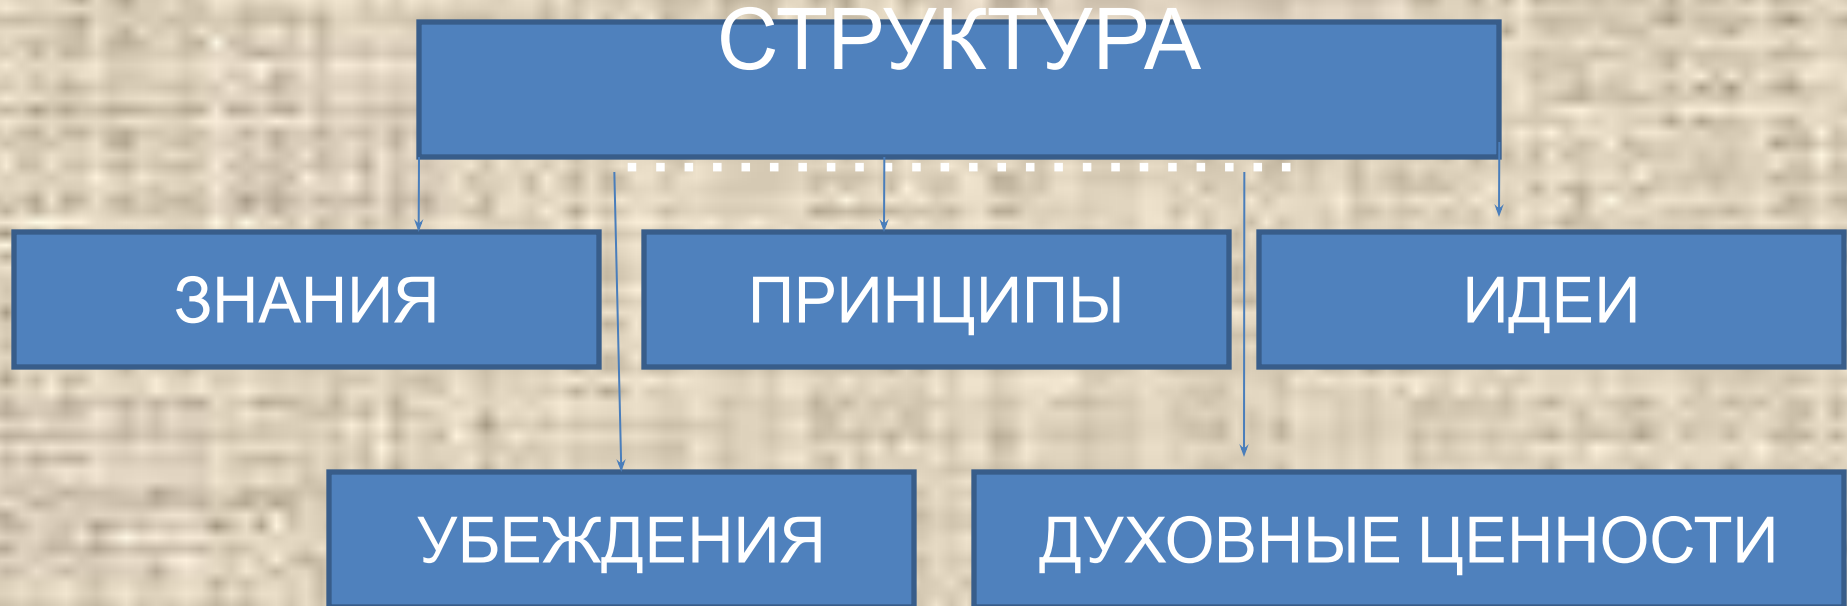 СТРУКТУРА
.......................
ЗНАНИЯ
ПРИНЦИПЫ
ИДЕИ
УБЕЖДЕНИЯ
ДУХОВНЫЕ ЦЕННОСТИ